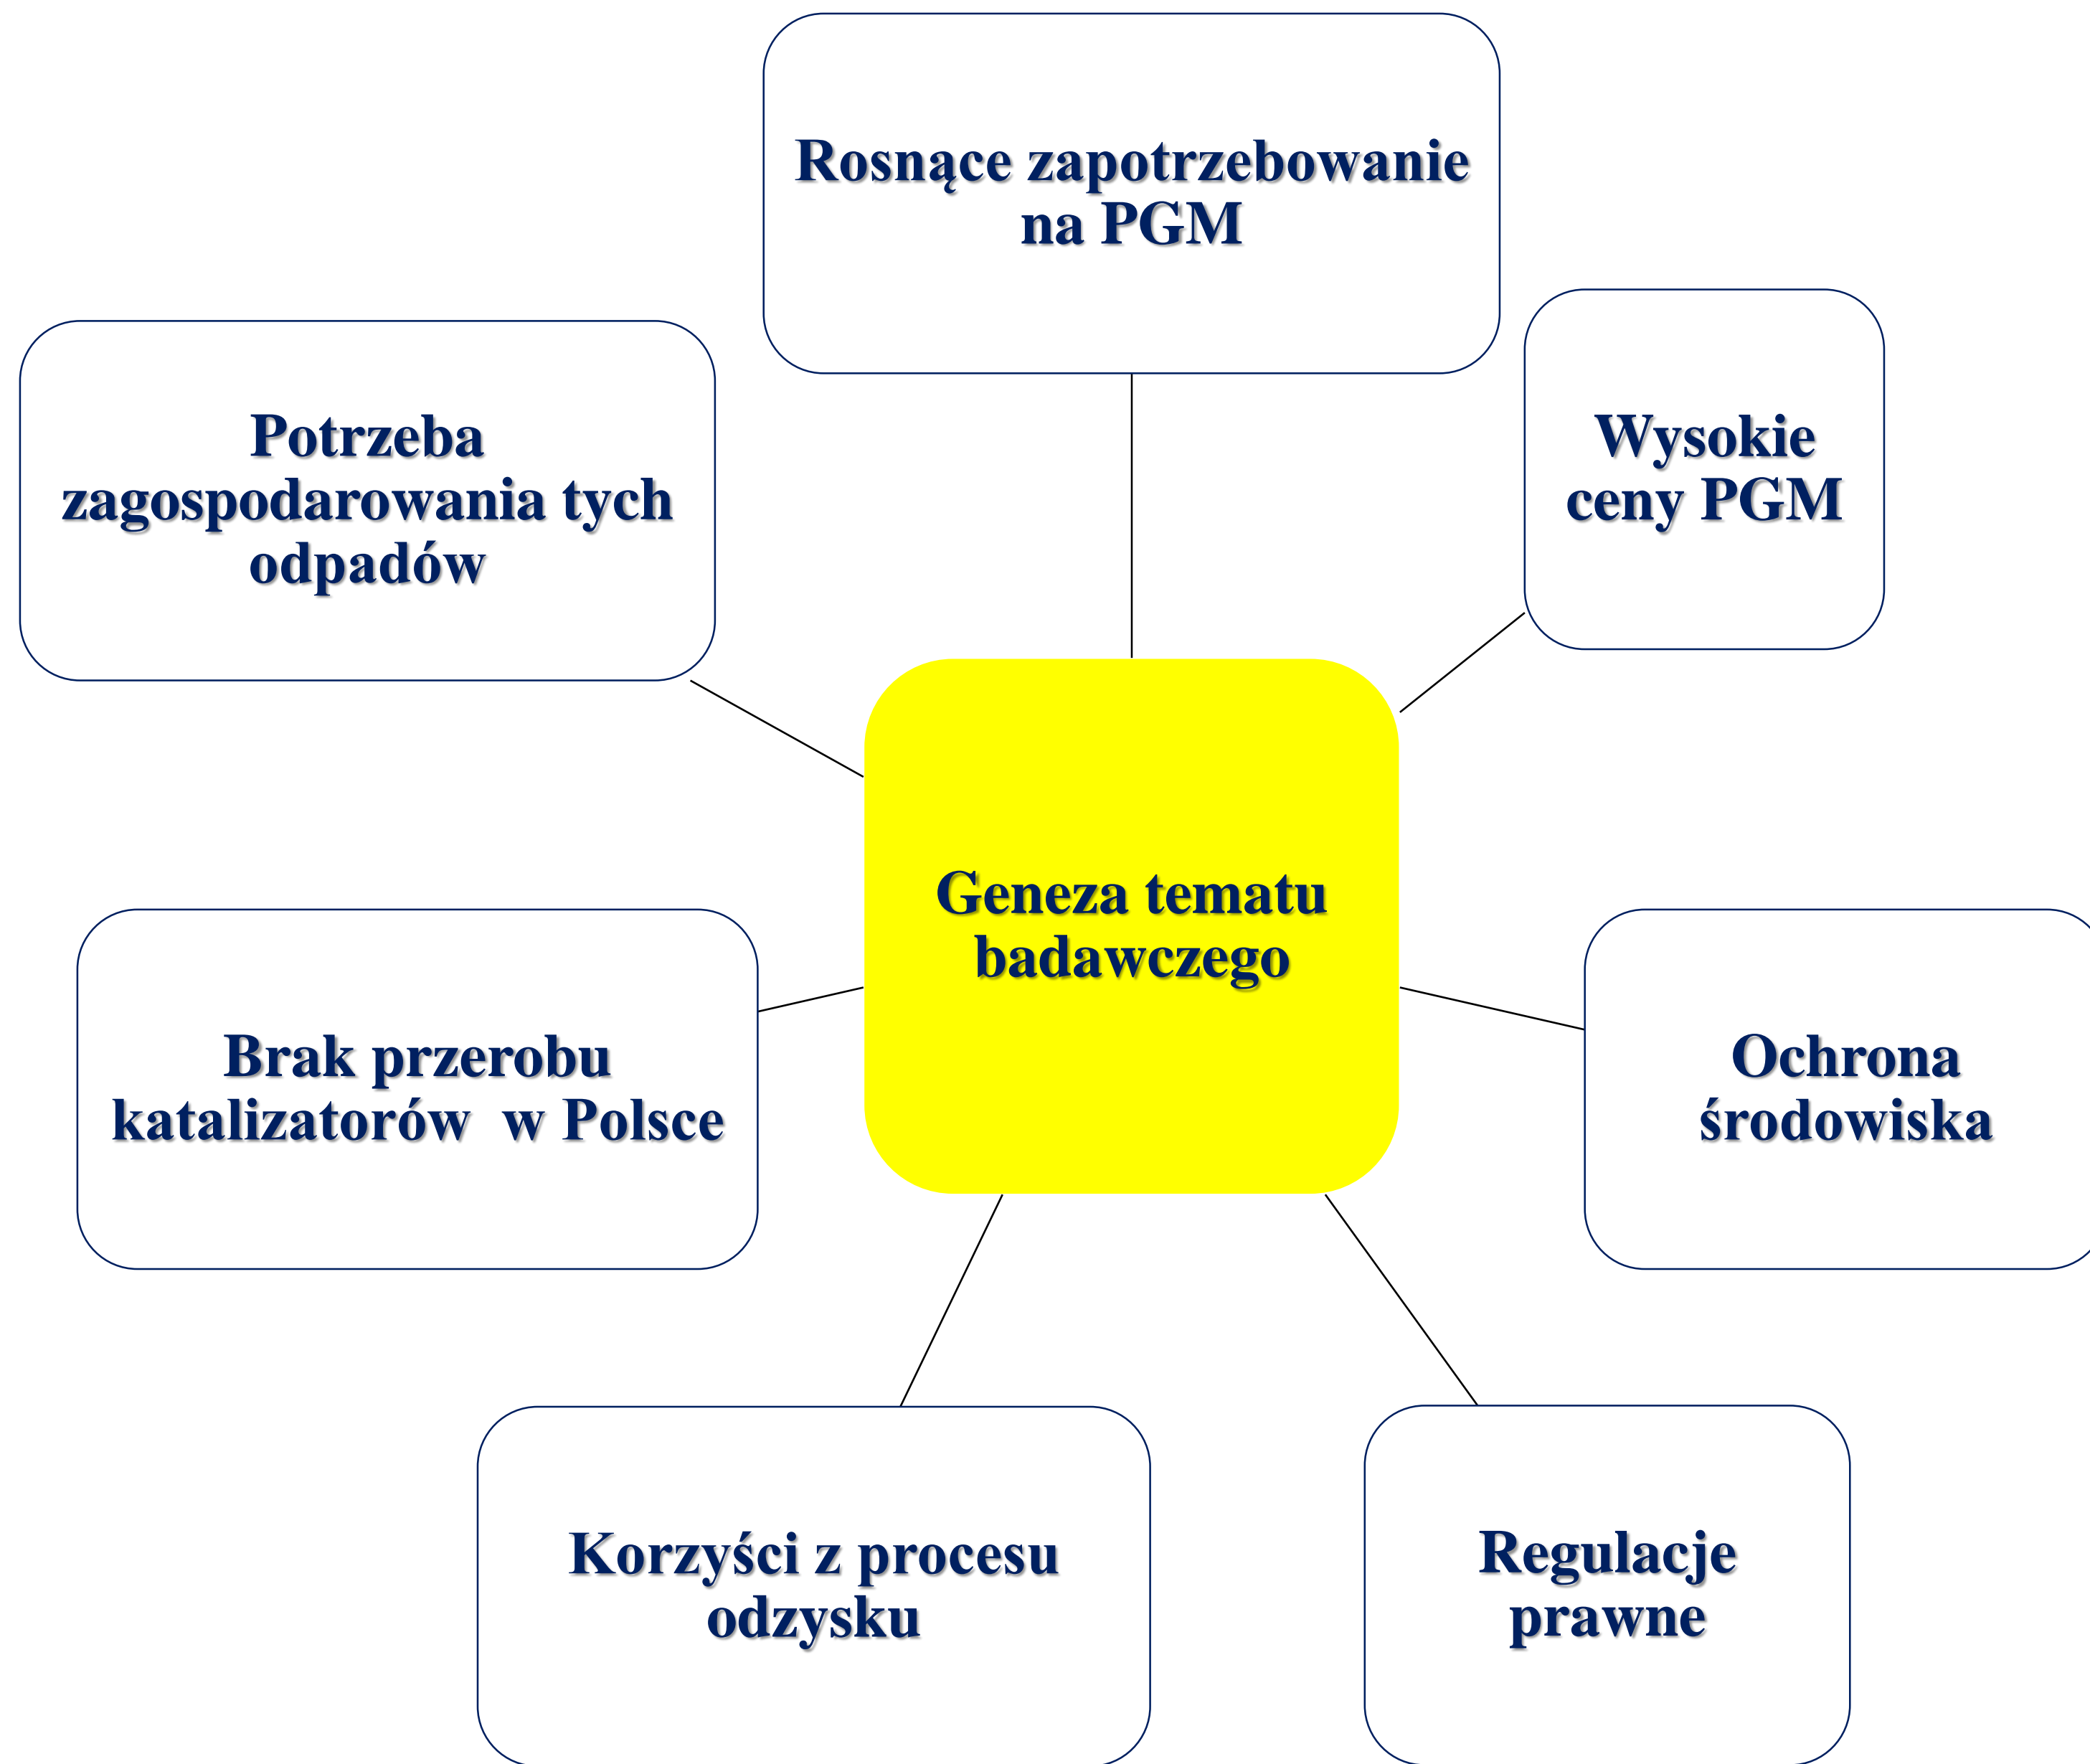 Rosnące zapotrzebowanie
na PGM
Wysokie
ceny PGM
Potrzeba
zagospodarowania tych
odpadów
Geneza tematu
badawczego
Brak przerobu
katalizatorów  w Polsce
Ochrona
środowiska
Korzyści z procesu
odzysku
Regulacje
prawne